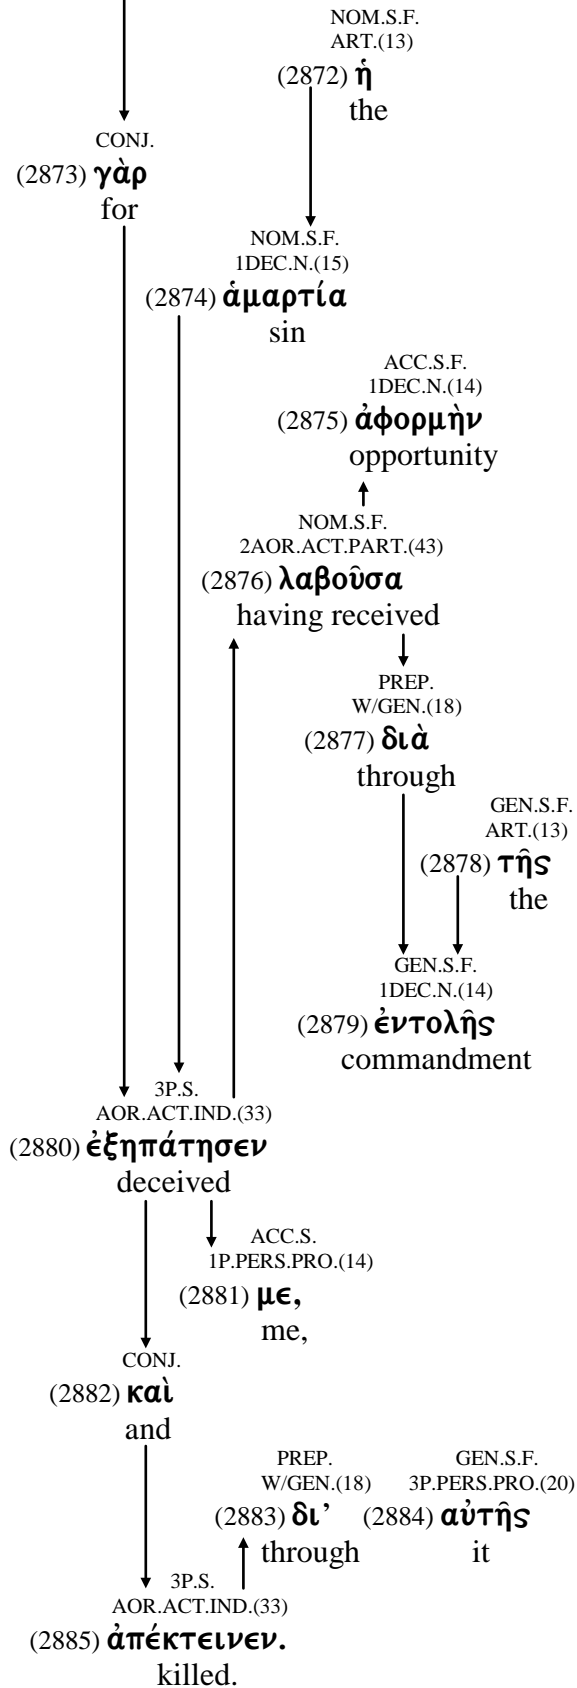 NOM.S.F.
ART.(13)
(2872) ἡ
the
CONJ.
(2873) γὰρ
for
NOM.S.F.
1DEC.N.(15)
(2874) ἁμαρτία
sin
ACC.S.F.
1DEC.N.(14)
(2875) ἀφορμὴν
opportunity
NOM.S.F.
2AOR.ACT.PART.(43)
(2876) λαβοῦσα
having received
PREP.
W/GEN.(18)
(2877) διὰ
through
GEN.S.F.
ART.(13)
(2878) τῆς
the
GEN.S.F.
1DEC.N.(14)
(2879) ἐντολῆς
commandment
3P.S.
AOR.ACT.IND.(33)
(2880) ἐξηπάτησεν
deceived
ACC.S.
1P.PERS.PRO.(14)
(2881) με,
me,
CONJ.
(2882) καὶ
and
PREP. GEN.S.F.
W/GEN.(18) 3P.PERS.PRO.(20)
(2883) δι’ (2884) αὐτῆς
through it
3P.S.
AOR.ACT.IND.(33)
(2885) ἀπέκτεινεν.
killed.